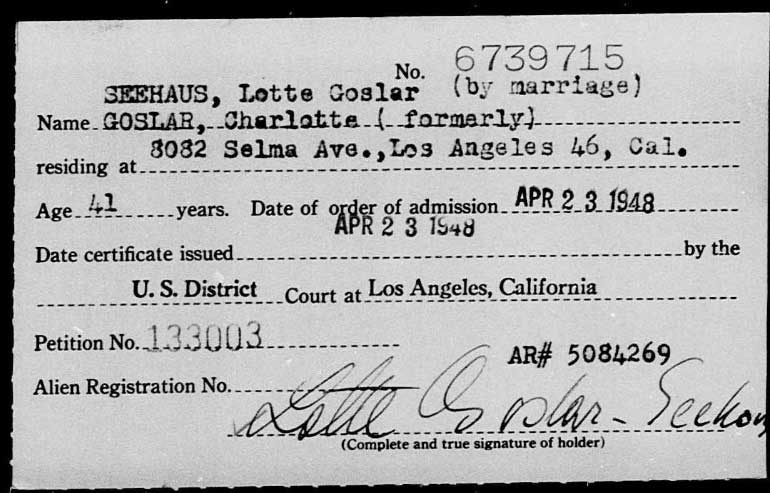 No. 6739715
SEEHAUS, Lotte Goslar (by marriage)
Name GOSLAR, Charlotte ( formerly)
residing at 8082 Selma Ave., Los Angeles 46, Cal.
Age 41 years. Date of order of admission APR 23 1948
APR 23 1948
Date certificate issued by the
U. S. District Court at Los Angeles, California
Petition No. 133003
AR# 5084269
Alien Registration No.
Lotte Goslar-
(Complete and true signature of holder)